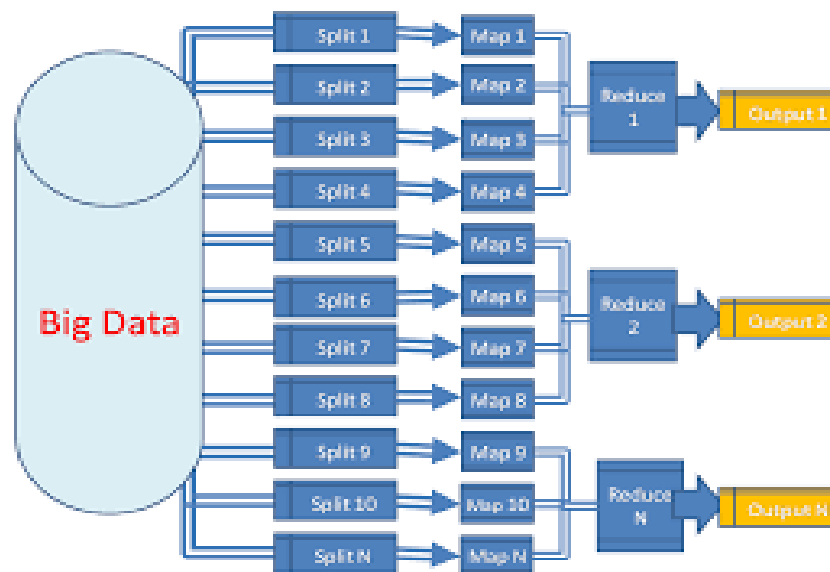 Big Data
Split 1
Split 2
Split 3
Split 4
Split 5
Split 6
Split 7
Split 8
Split 9
Split 10
Split N
Map 1
Map 2
Map 3
Map 4
Map 5
Map 6
Map 7
Map 8
Map 9
Map 10
Map N
Reduce
1
Reduce
2
Reduce
N
Output 1
Output 2
Output N